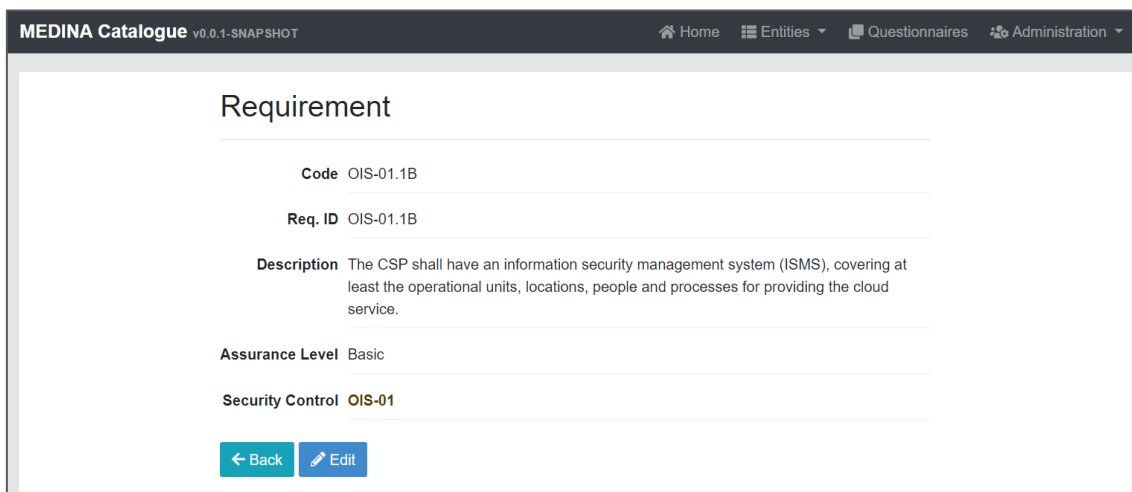 MEDINA Catalogue v0.0.1-SNAPSHOT Home Entities Questionnaires Administration
Requirement
Code OIS-01.1B
Req. ID OIS-01.1B
Description The CSP shall have an information security management system (ISMS), covering at
least the operational units, locations, people and processes for providing the cloud
service.
Assurance Level Basic
Security Control OIS-01
Back Edit